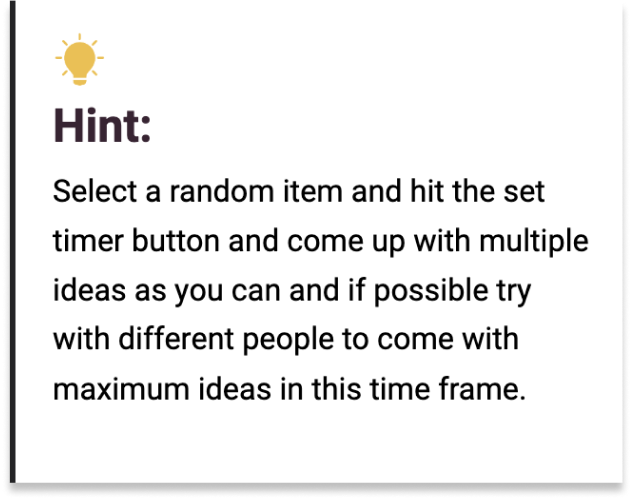 Hint:
Select a random item and hit the set
timer button and come up with multiple
ideas as you can and if possible try
with different people to come with
maximum ideas in this time frame.